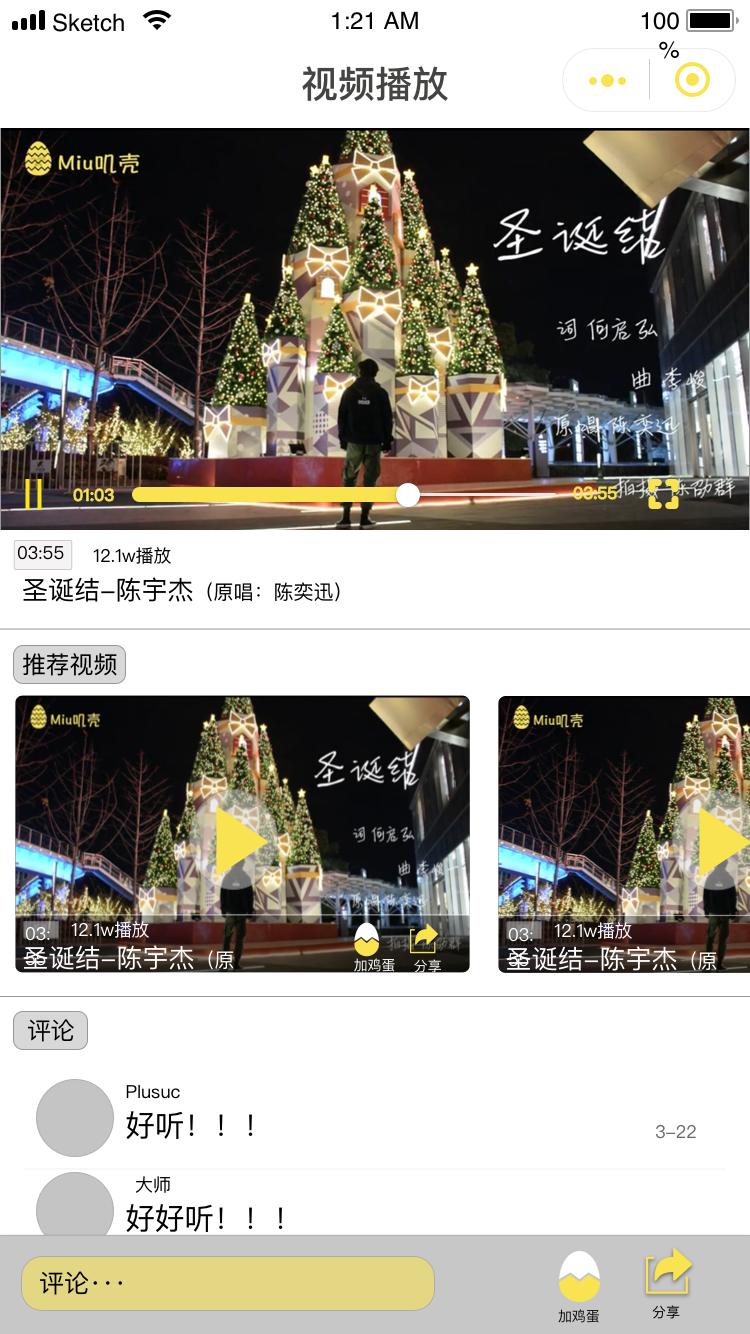 Sketch 1:21 AM 100 %
视频播放
Miu叽壳
圣诞结
词 何启弘
曲 李峻一
原唱 陈奕迅
01:03 03:55
03:55 12.1w播放
圣诞结-陈宇杰（原唱：陈奕迅）
推荐视频
Miu叽壳 Miu叽壳
圣诞结
词 何启弘
曲 李峻
原唱 陈奕迅
03: 12.1w播放 03: 12.1w播放
圣诞结-陈宇杰（原 圣诞结-陈宇杰（原
加鸡蛋 分享
评论
Plusuc
好听！！！
3-22
大师
好好听！！！
评论···
加鸡蛋 分享